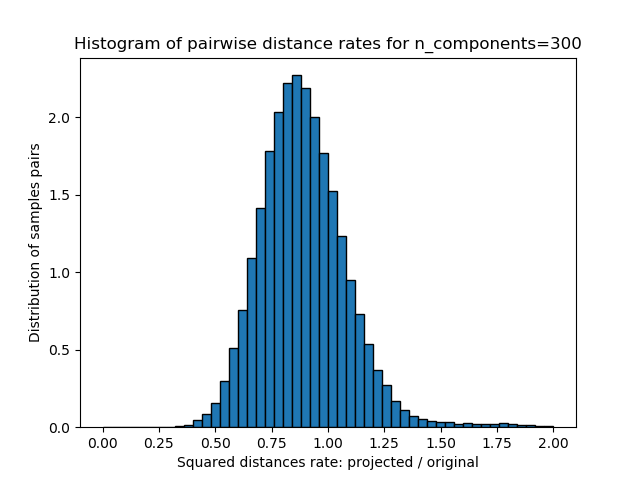 Histogram of pairwise distance rates for n_components=300
Distribution of samples pairs
2.0
1.5
1.0
0.5
0.0
0.00 0.25 0.50 0.75 1.00 1.25 1.50 1.75 2.00
Squared distances rate: projected / original